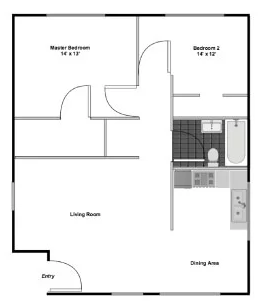 Master Bedroom
14' x 13'
Bedroom 2
14' x 12'
Living Room
Dining Area
Entry